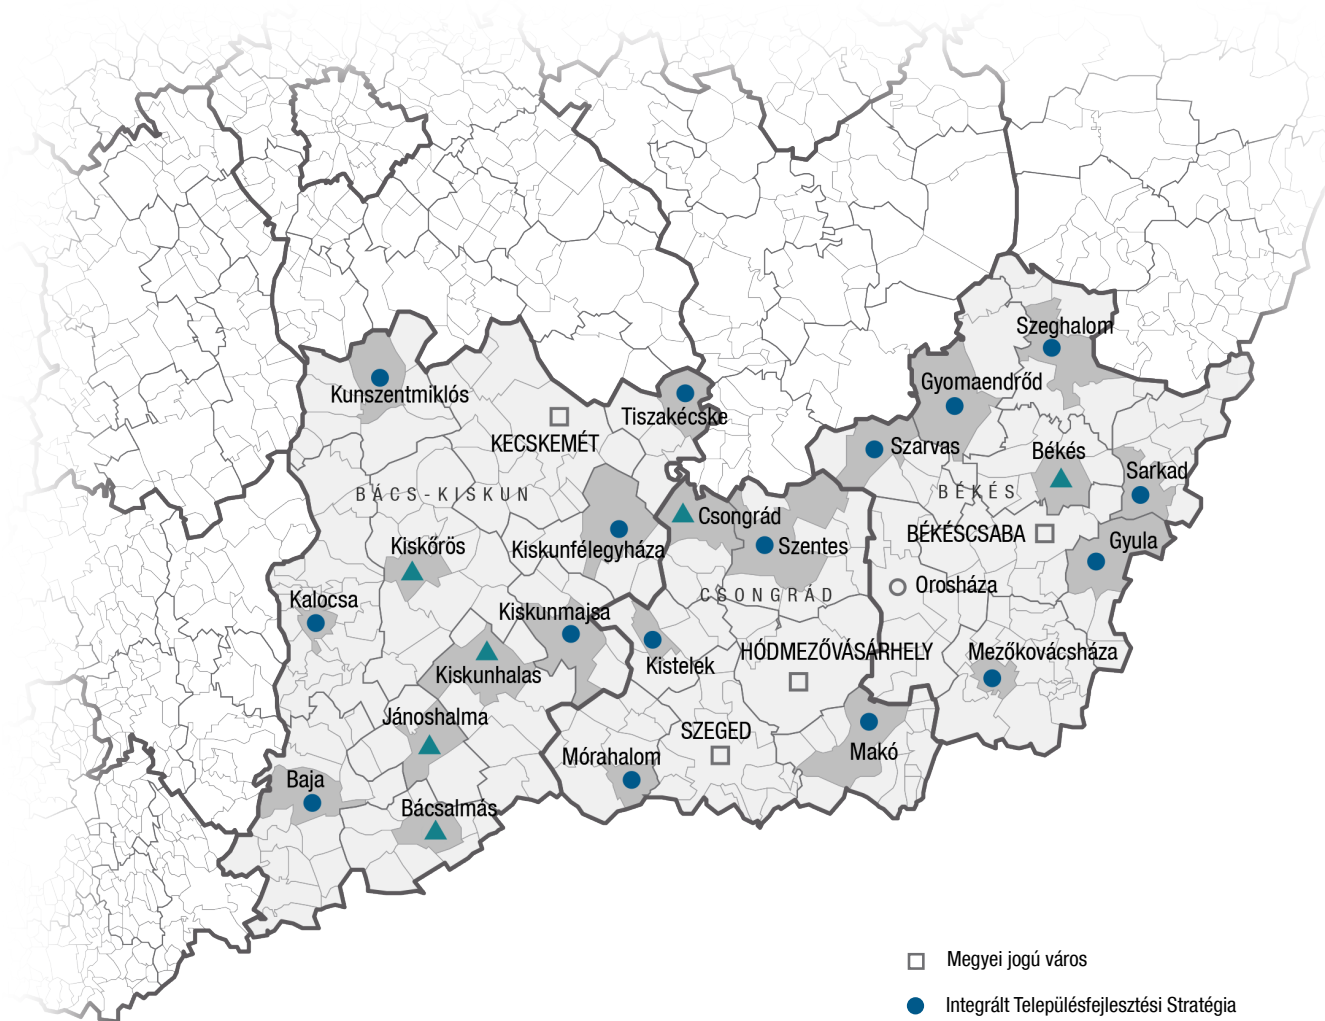 Szeghalom
Gyomaendrőd
Kunszentmiklós
Tiszakécske
KECSKEMÉT
Szarvas
Békés
Sarkad
BÁCS-KISKUN
BÉKÉS
Csongrád
BÉKÉSCSABA
Gyula
Kiskőrös
Kiskunfélegyháza
Szentes
Orosháza
CSONGRÁD
Kalocsa
Kiskunmajsa
HÓDMEZŐVÁSÁRHELY
Mezőkovácsháza
Kistelek
Kiskunhalas
Jánoshalma
SZEGED
Makó
Mórahalom
Baja
Bácsalmás
Megyei jogú város
Integrált Településfejlesztési Stratégia